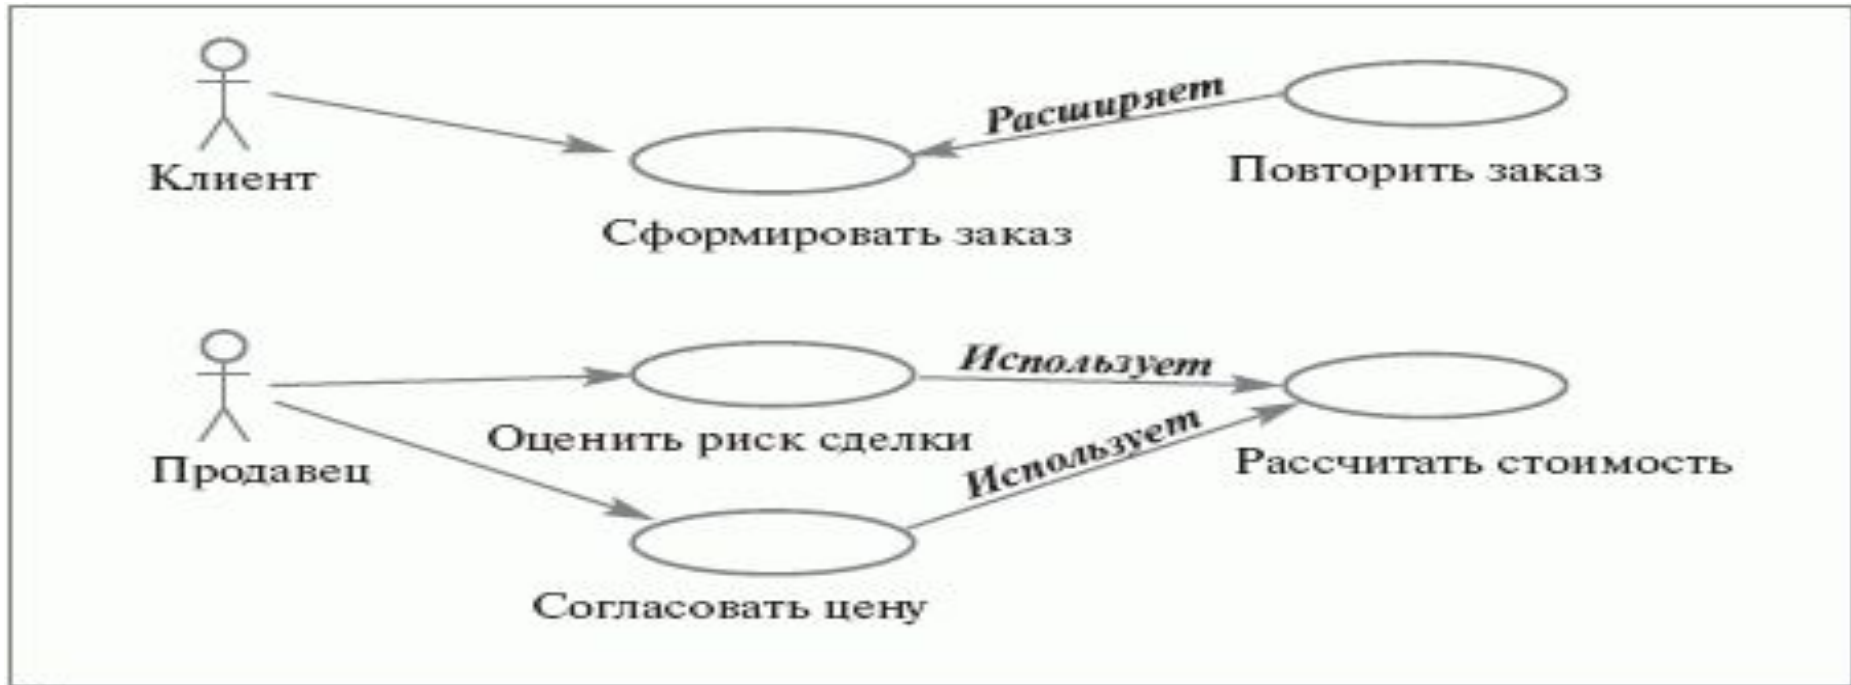 Расширяет
Клиент
Повторить заказ
Сформировать заказ
Использует
Оценить риск сделки
Использует
Рассчитать стоимость
Продавец
Согласовать цену